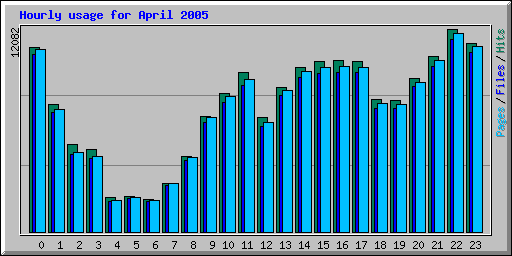 Hourly usage for April 2005
12082
Pages/Files/Hits
0 1 2 3 4 5 6 7 8 9 10 11 12 13 14 15 16 17 18 19 20 21 22 23